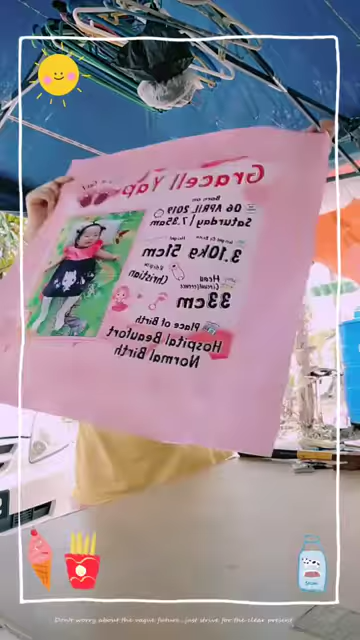 Gracell Yap
Born on
06 APRIL 2019
Saturday | 7.35am
3.10kg 51cm
Christian
Head
Circumference
33cm
Place of Birth
Hospital Beaufort
Normal Birth
Don't worry about the vague future...just strive for the clear present